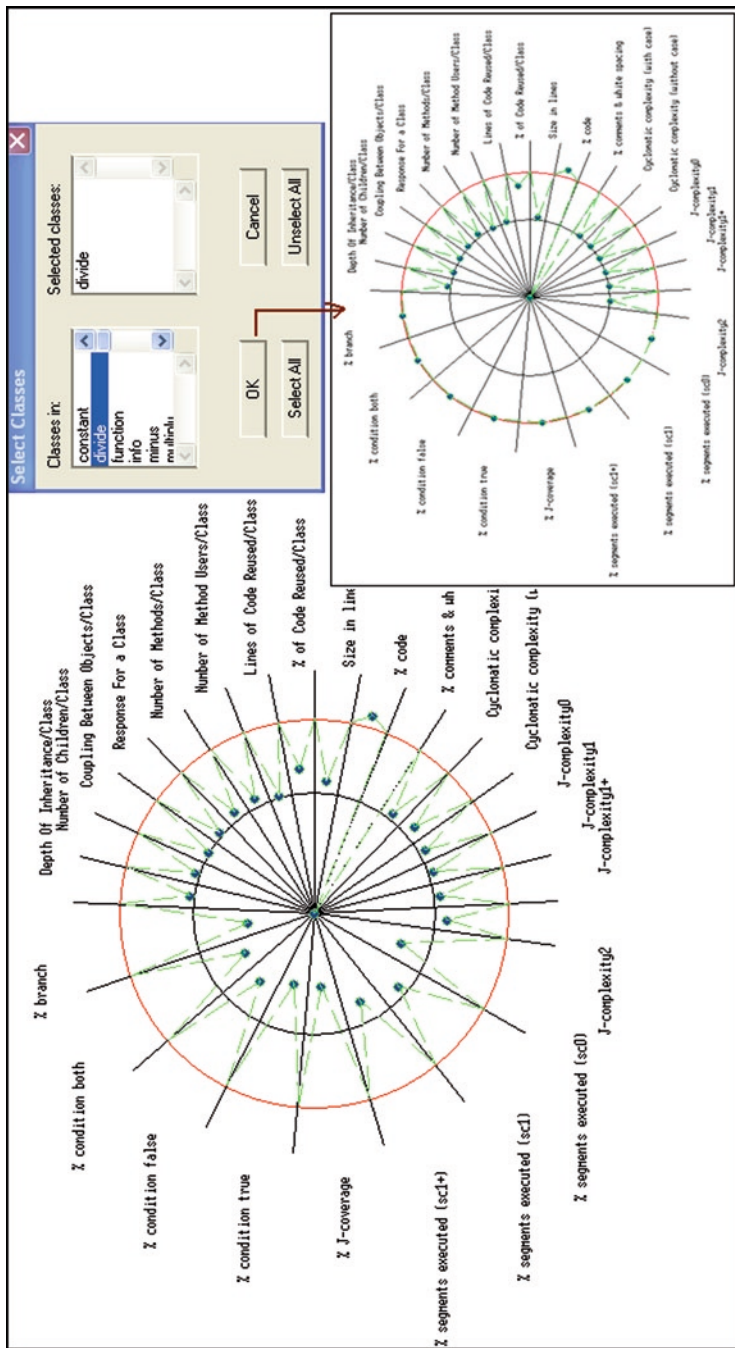 Select Classes
Classes in:
constant
divide
function
info
minus
multiply
Selected classes:
divide
OK
Cancel
Select All
Unselect All
Depth Of Inheritance/Class
Number of Children/Class
Coupling Between Objects/Class
Response For a Class
Number of Methods/Class
Number of Method Users/Class
Lines of Code Reused/Class
% of Code Reused/Class
Size in line
% code
% comments & wh
Cyclomatic complexi
Cyclomatic complexity (w
J-complexity0
J-complexity1
J-complexity1+
J-complexity2
% segments executed (sc0)
% segments executed (sc1)
% segments executed (sc1+)
% J-coverage
% condition true
% condition false
% condition both
% branch
Depth Of Inheritance/Class
Number of Children/Class
Coupling Between Objects/Class
Response For a Class
Number of Methods/Class
Number of Method Users/Class
Lines of Code Reused/Class
% of Code Reused/Class
Size in lines
% code
% comments & white spacing
Cyclomatic complexity (with case)
Cyclomatic complexity (without case)
J-complexity0
J-complexity1
J-complexity1+
J-complexity2
% segments executed (sc0)
% segments executed (sc1)
% segments executed (sc1+)
% J-coverage
% condition true
% condition false
% condition both
% branch